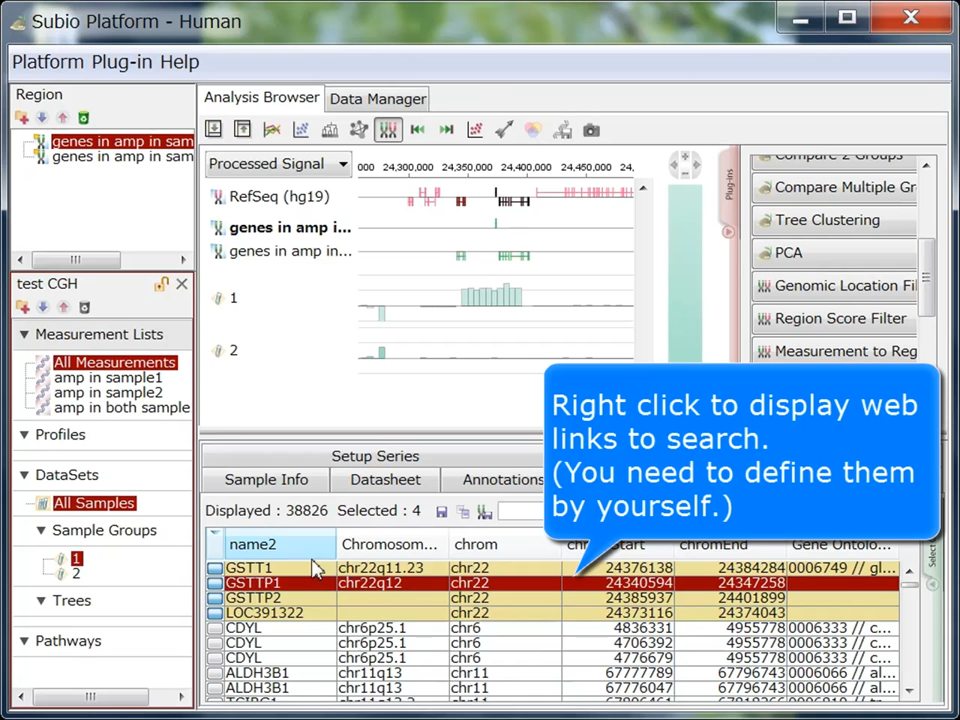 Subio Platform - Human
Platform Plug-in Help
Region
genes in amp in sam
genes in amp in sam
Analysis Browser
Data Manager
Processed Signal
000 24,300,000 24,350,000 24,400,000 24,450,000 24,
RefSeq (hg19)
genes in amp i...
genes in amp in...
1
2
Plug-ins
Compare 2 Groups
Compare Multiple Gr
Tree Clustering
PCA
Genomic Location Fil
Region Score Filter
Measurement to Reg
Right click to display web
links to search.
(You need to define them
by yourself.)
test CGH
Measurement Lists
All Measurements
amp in sample1
amp in sample2
amp in both sample
Profiles
DataSets
All Samples
Sample Groups
1
2
Trees
Pathways
Setup Series
Sample Info
Datasheet
Annotations
Displayed : 38826 Selected : 4
name2 Chromosom... chrom chr Start chromEnd Gene Ontolo...
GSTT1 chr22q11.23 chr22 24376138 24384284 0006749 // gl...
GSTTP1 chr22q12 chr22 24340594 24347258
GSTTP2 chr22 24385937 24401899
LOC391322 chr22 24373116 24374043
CDYL chr6p25.1 chr6 4836331 4955778 0006333 // c...
CDYL chr6p25.1 chr6 4706392 4955778 0006333 // c...
CDYL chr6p25.1 chr6 4776679 4955778 0006333 // c...
ALDH3B1 chr11q13 chr11 67777789 67796743 0006081 // al...
ALDH3B1 chr11q13 chr11 67776047 67796743 0006081 // al...
Select